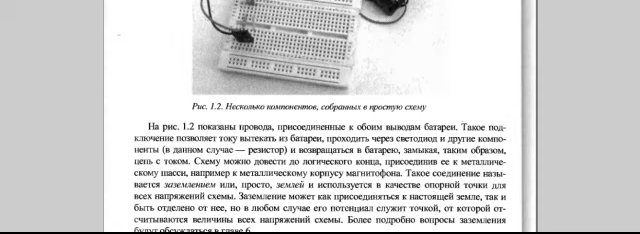 Рис. 1.2. Несколько компонентов, собранных в простую схему
На рис. 1.2 показаны провода, присоединенные к обоим выводам батареи. Такое под-
ключение позволяет току вытекать из батареи, проходить через светодиод и другие компо-
ненты (в данном случае — резистор) и возвращаться в батарею, замыкая, таким образом,
цепь с током. Схему можно довести до логического конца, присоединив ее к металличе-
скому шасси, например к металлическому корпусу магнитофона. Такое соединение назы-
вается заземлением или, просто, землей и используется в качестве опорной точки для
всех напряжений схемы. Заземление может как присоединяться к настоящей земле, так и
быть отделено от нее, но в любом случае его потенциал служит точкой, от которой от-
считываются величины всех напряжений схемы. Более подробно вопросы заземления
будут обсуждаться в главе 6.